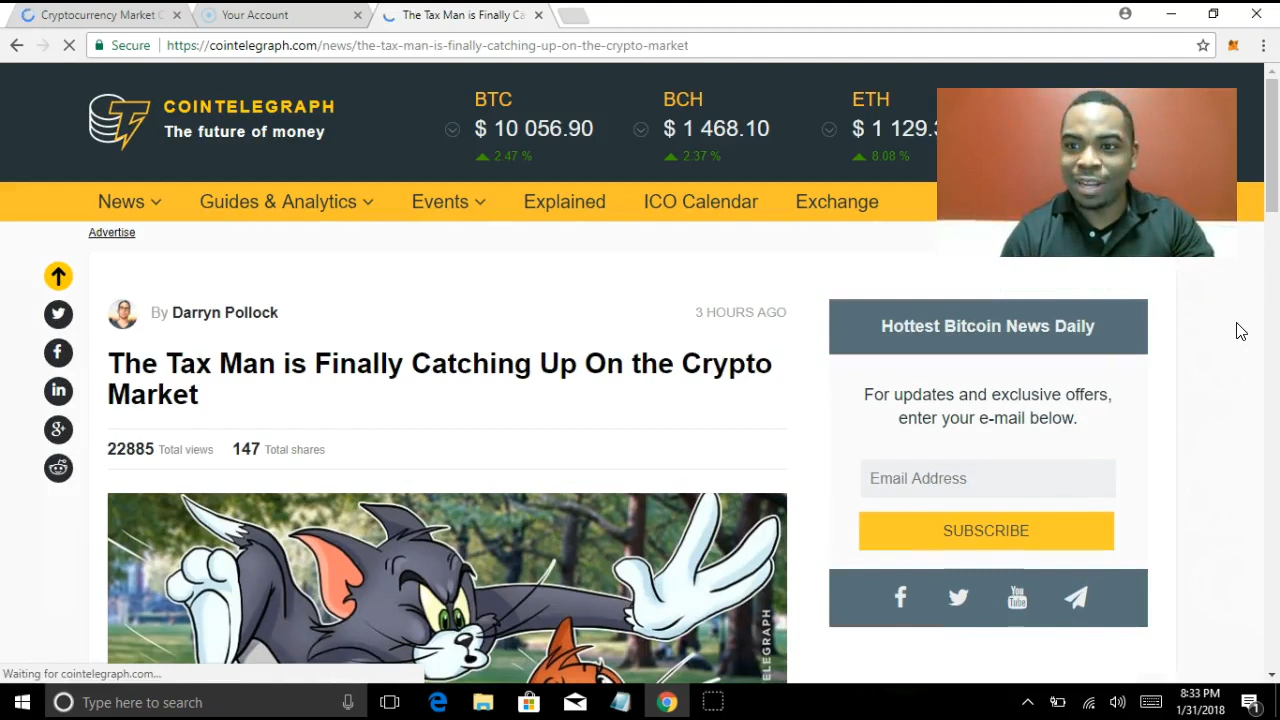 Cryptocurrency Market C
Your Account
The Tax Man is Finally Ca
Secure
https://cointelegraph.com/news/the-tax-man-is-finally-catching-up-on-the-crypto-market
COINTELEGRAPH
The future of money
BTC
$ 10 056.90
2.47 %
BCH
$ 1 468.10
2.37 %
ETH
$ 1 129.
8.08 %
News
Guides & Analytics
Events
Explained
ICO Calendar
Exchange
Advertise
By Darryn Pollock
3 HOURS AGO
The Tax Man is Finally Catching Up On the Crypto
Market
22885 Total views
147 Total shares
Hottest Bitcoin News Daily
For updates and exclusive offers,
enter your e-mail below.
Email Address
SUBSCRIBE
You
Tube
ELEGRAPH
Waiting for cointelegraph.com...
Type here to search
8:33 PM
1/31/2018
1